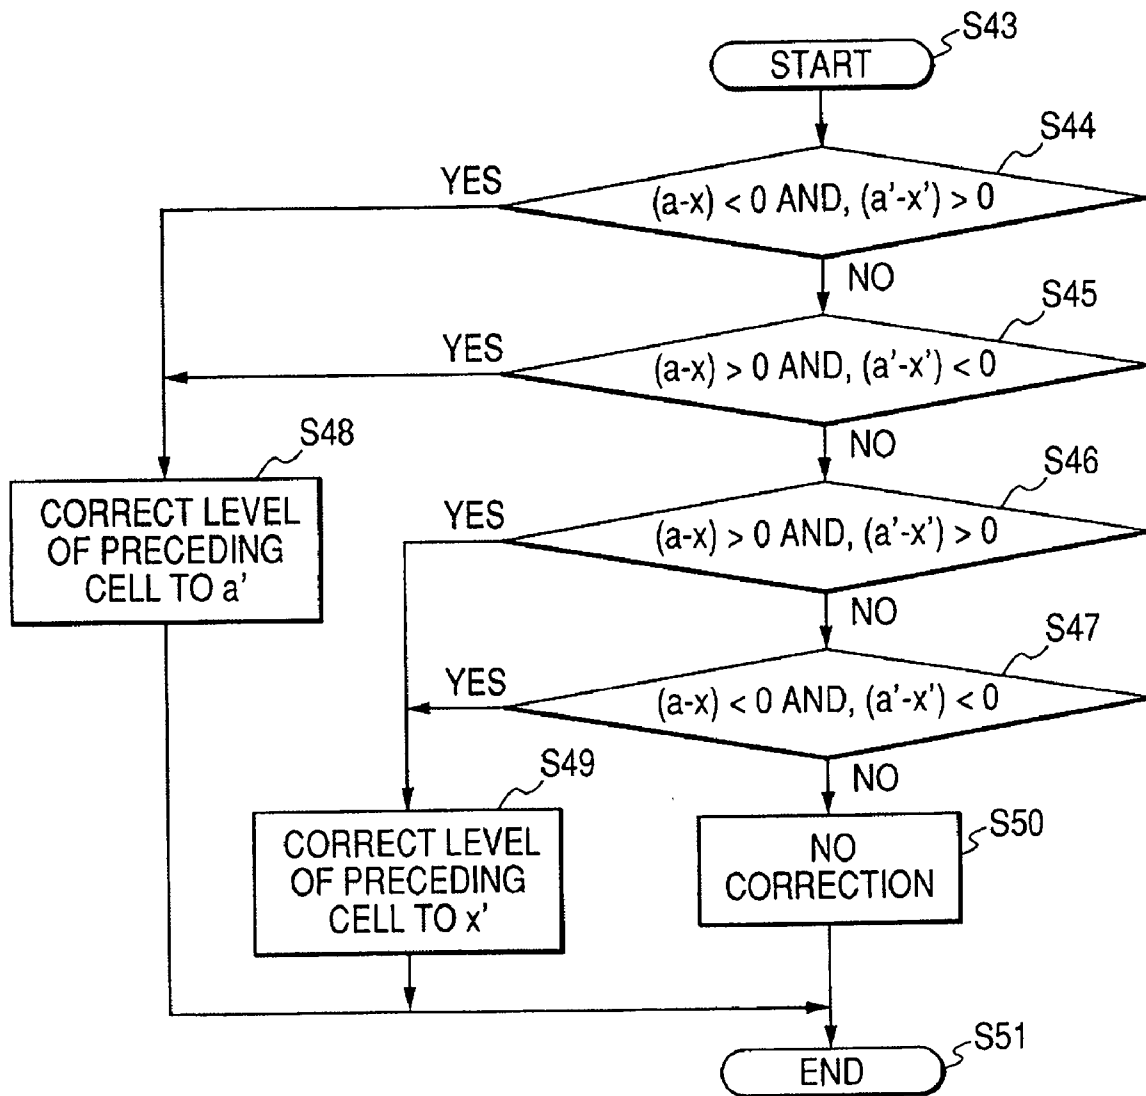 S43
START
S44
YES
(a-x) < 0 AND, (a'-x') > 0
NO
S45
YES
(a-x) > 0 AND, (a'-x') < 0
NO
S48
CORRECT LEVEL
OF PRECEDING
CELL TO a'
S46
YES
(a-x) > 0 AND, (a'-x') > 0
NO
S47
YES
(a-x) < 0 AND, (a'-x') < 0
NO
S49
CORRECT LEVEL
OF PRECEDING
CELL TO x'
S50
NO
CORRECTION
S51
END